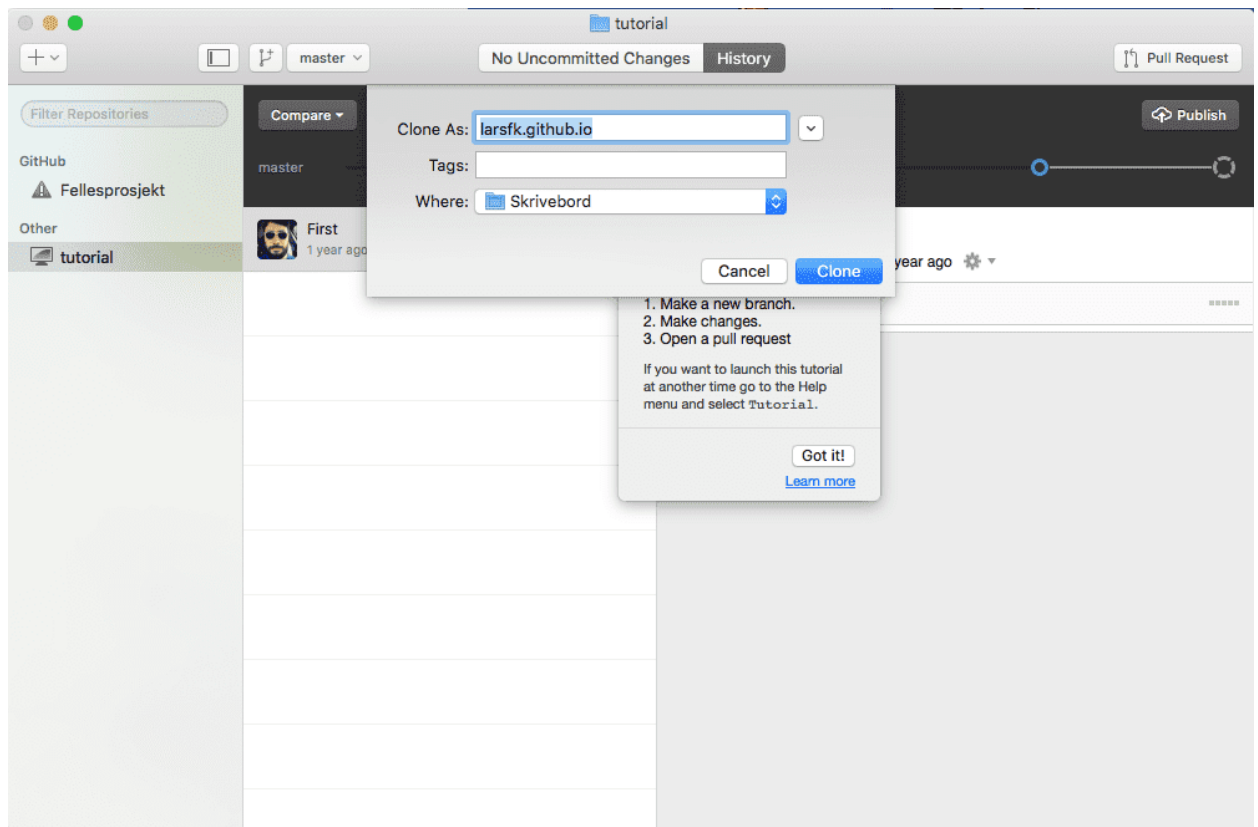 tutorial
master
No Uncommitted Changes
History
Pull Request
Filter Repositories
GitHub
Fellesprosjekt
Other
tutorial
Compare
Publish
master
Clone As: larsfk.github.io
Tags:
Where: Skrivebord
Cancel
Clone
First
1 year ago
year ago
1. Make a new branch.
2. Make changes.
3. Open a pull request
If you want to launch this tutorial
at another time go to the Help
menu and select Tutorial.
Got it!
Learn more